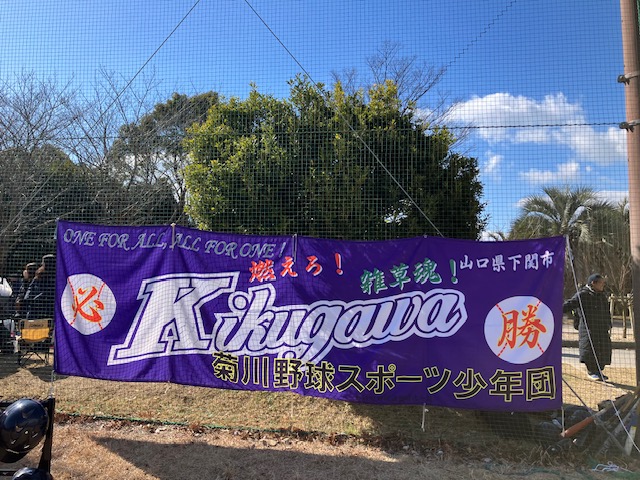 ONE FOR ALL, ALL FOR ONE!
燃えろ！
雑草魂！
山口県下関市
必
Kikugawa
勝
菊川野球スポーツ少年団